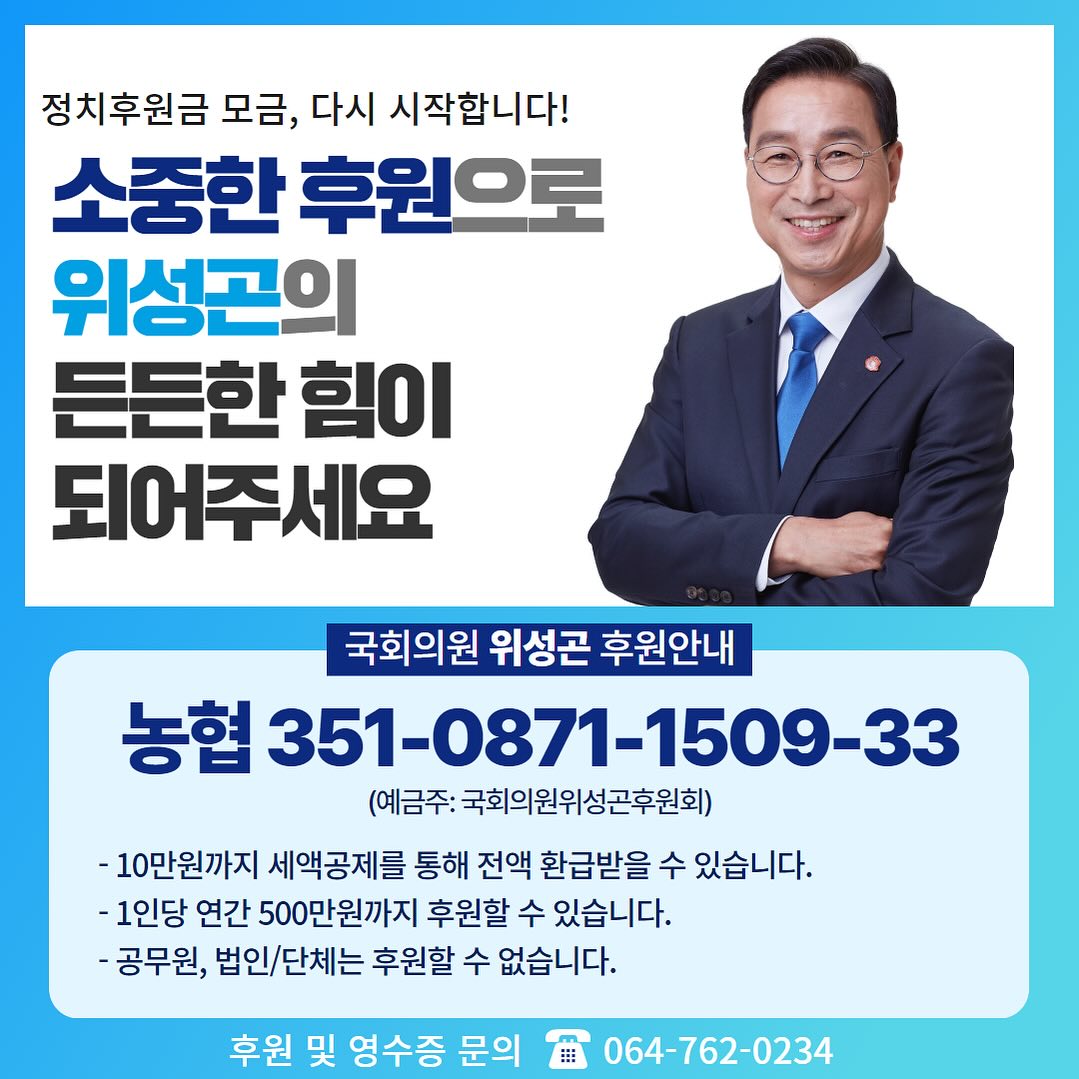 정치후원금 모금, 다시 시작합니다!
소중한 후원으로
위성곤의
든든한 힘이
되어주세요
국회의원 위성곤 후원안내
농협 351-0871-1509-33
(예금주: 국회의원위성곤후원회)
- 10만원까지 세액공제를 통해 전액 환급받을 수 있습니다.
- 1인당 연간 500만원까지 후원할 수 있습니다.
- 공무원, 법인/단체는 후원할 수 없습니다.
후원 및 영수증 문의 064-762-0234